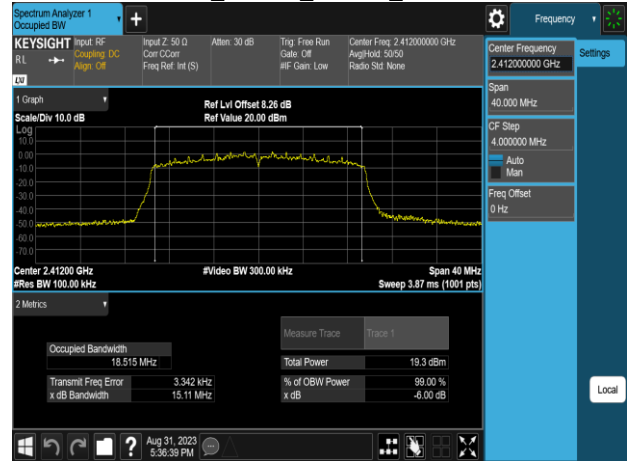 Spectrum Analyzer 1
Occupied BW
+
Frequency
KEYSIGHT
RL
LXI
Input: RF
Coupling: DC
Align: Off
Input Z: 50 Ω
Corr CCorr
Freq Ref: Int (S)
Atten: 30 dB
Trig: Free Run
Gate: Off
#IF Gain: Low
Center Freq: 2.412000000 GHz
Avg|Hold: 50/50
Radio Std: None
Center Frequency
2.412000000 GHz
Settings
Span
40.000 MHz
CF Step
4.000000 MHz
Auto
Man
Freq Offset
0 Hz
Local
1 Graph
Scale/Div 10.0 dB
Ref Lvl Offset 8.26 dB
Ref Value 20.00 dBm
Log
10.0
0.00
-10.0
-20.0
-30.0
-40.0
-50.0
-60.0
-70.0
Center 2.41200 GHz
#Res BW 100.00 kHz
#Video BW 300.00 kHz
Span 40 MHz
Sweep 3.87 ms (1001 pts)
2 Metrics
Measure Trace
Trace 1
Occupied Bandwidth
18.515 MHz
Total Power
19.3 dBm
Transmit Freq Error
3.342 kHz
% of OBW Power
99.00 %
x dB Bandwidth
15.11 MHz
x dB
-6.00 dB
?
Aug 31, 2023
5:36:39 PM